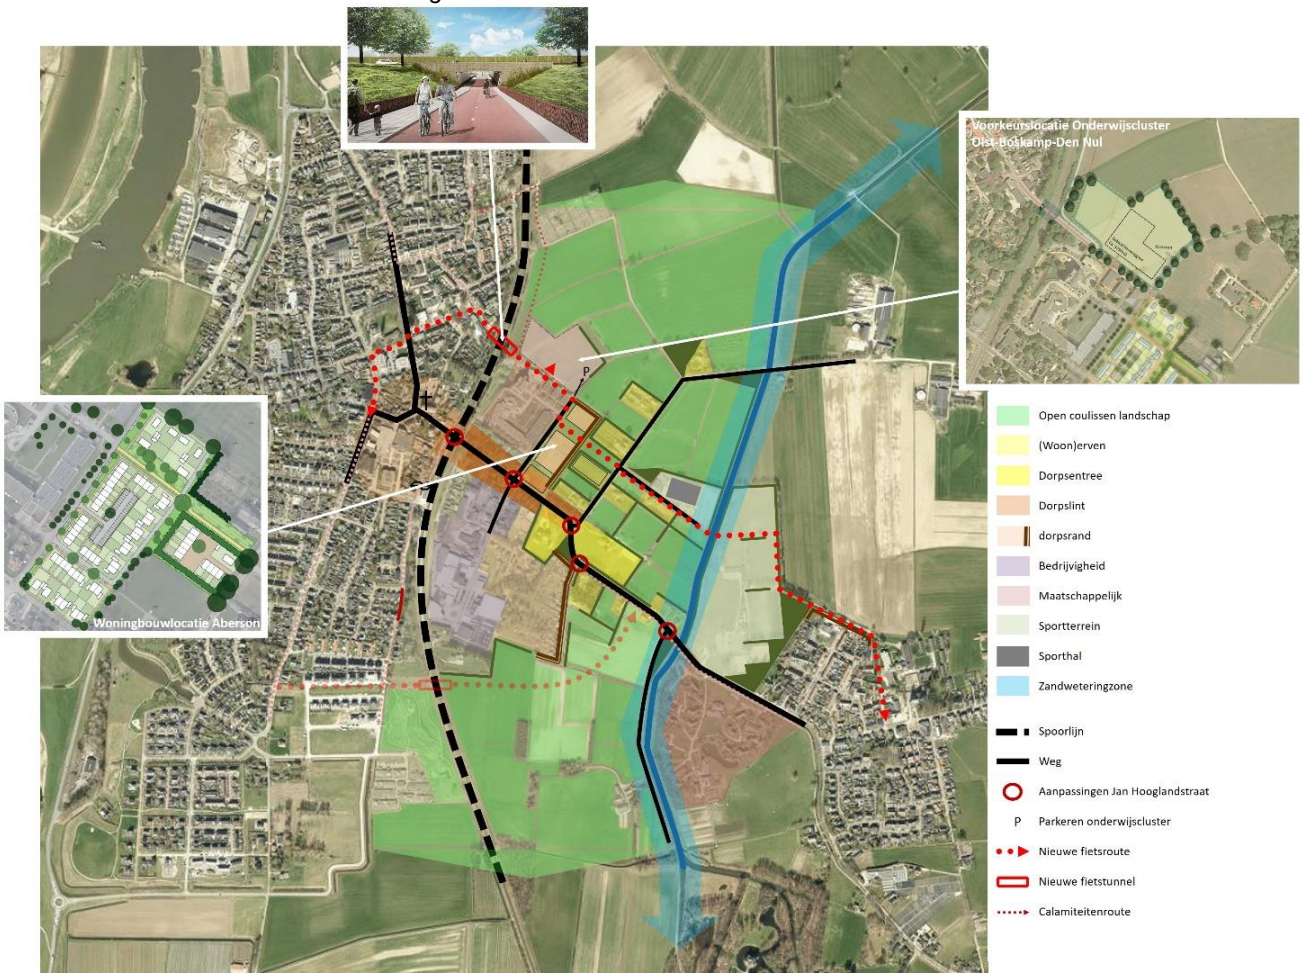 g
Voorkeurslocatie Onderwijscluster
Olst-Boskamp-Den Nul
P
Woningbouwlocatie Aberson
Open coulissen landschap
(Woon)erven
Dorpsentree
Dorpslint
dorpsrand
Bedrijvigheid
Maatschappelijk
Sportterrein
Sporthal
Zandweteringzone
Spoorlijn
Weg
Aanpassingen Jan Hooglandstraat
P Parkeren onderwijscluster
Nieuwe fietsroute
Nieuwe fietstunnel
Calamiteitenroute